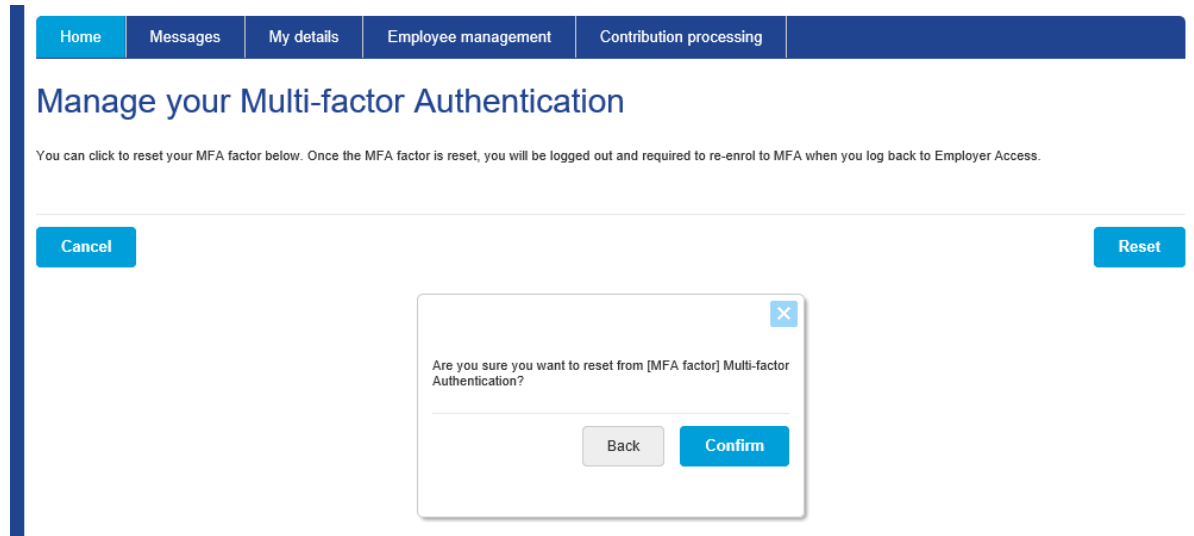 Home Messages My details Employee management Contribution processing
Manage your Multi-factor Authentication
You can click to reset your MFA factor below. Once the MFA factor is reset, you will be logged out and required to re-enrol to MFA when you log back to Employer Access.
Cancel Reset
Are you sure you want to reset from [MFA factor] Multi-factor
Authentication?
Back Confirm